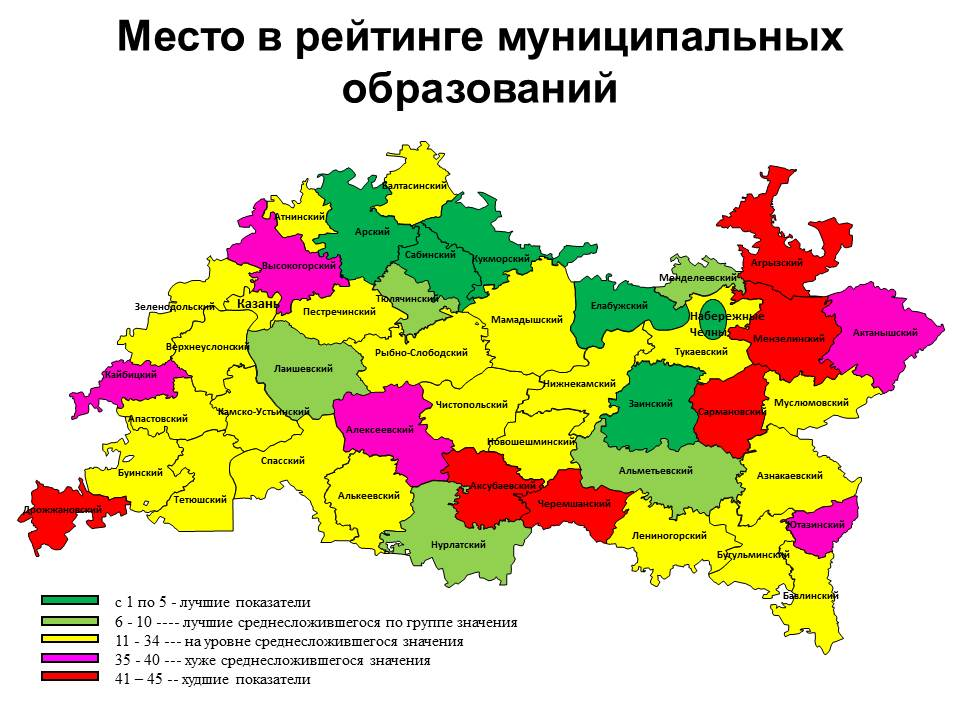 Место в рейтинге муниципальных
образований
Балтасинский
Атнинский
Арский
Сабинский
Кукморский
Высокогорский
Агрызский
Менделеевский
Тюлячинский
Казань
Зеленодольский
Пестречинский
Елабужский
Мамадышский
Набережные
Челны
Мензелинский
Актанышский
Верхнеуслонский
Рыбно-Слободский
Тукаевский
Лаишевский
Кайбицкий
Нижнекамский
Заинский
Муслюмовский
Чистопольский
Сармановский
Камско-Устьинский
Апастовский
Алексеевский
Новошешминский
Спасский
Буинский
Альметьевский
Азнакаевский
Аксубаевский
Алькеевский
Тетюшский
Черемшанский
Дрожжановский
Ютазинский
Лениногорский
Нурлатский
Бугульминский
Бавлинский
с 1 по 5 - лучшие показатели
6 - 10 ---- лучшие среднесложившегося по группе значения
11 - 34 --- на уровне среднесложившегося значения
35 - 40 --- хуже среднесложившегося значения
41 – 45 -- худшие показатели